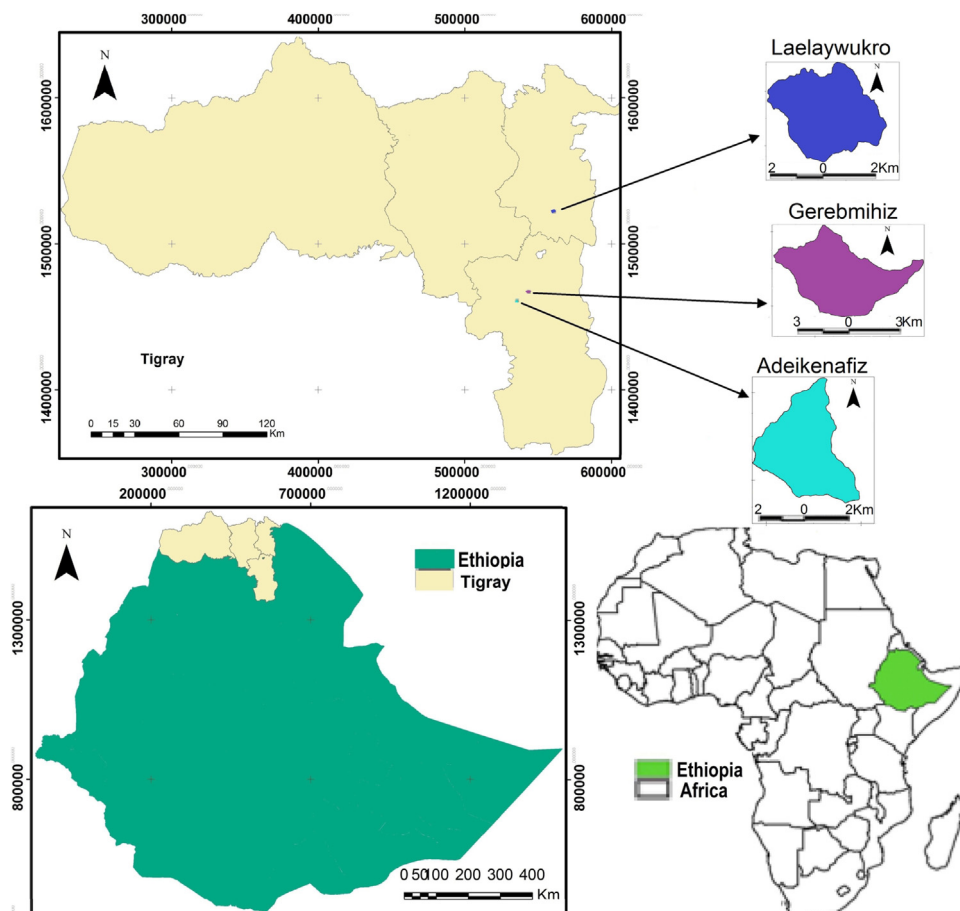 300000 400000 500000 600000
N
1600000
1500000
1400000
1600000
1500000
1400000
Tigray
0 15 30 60 90 120
Km
300000 400000 500000 600000
Laelaywukro
N
2 0 2Km
Gerebmihiz
N
3 0 3Km
Adeikenafiz
N
2 0 2Km
200000 700000 1200000
N
Ethiopia
Tigray
1300000
800000
1300000
800000
0 50 100 200 300 400
Km
Ethiopia
Africa